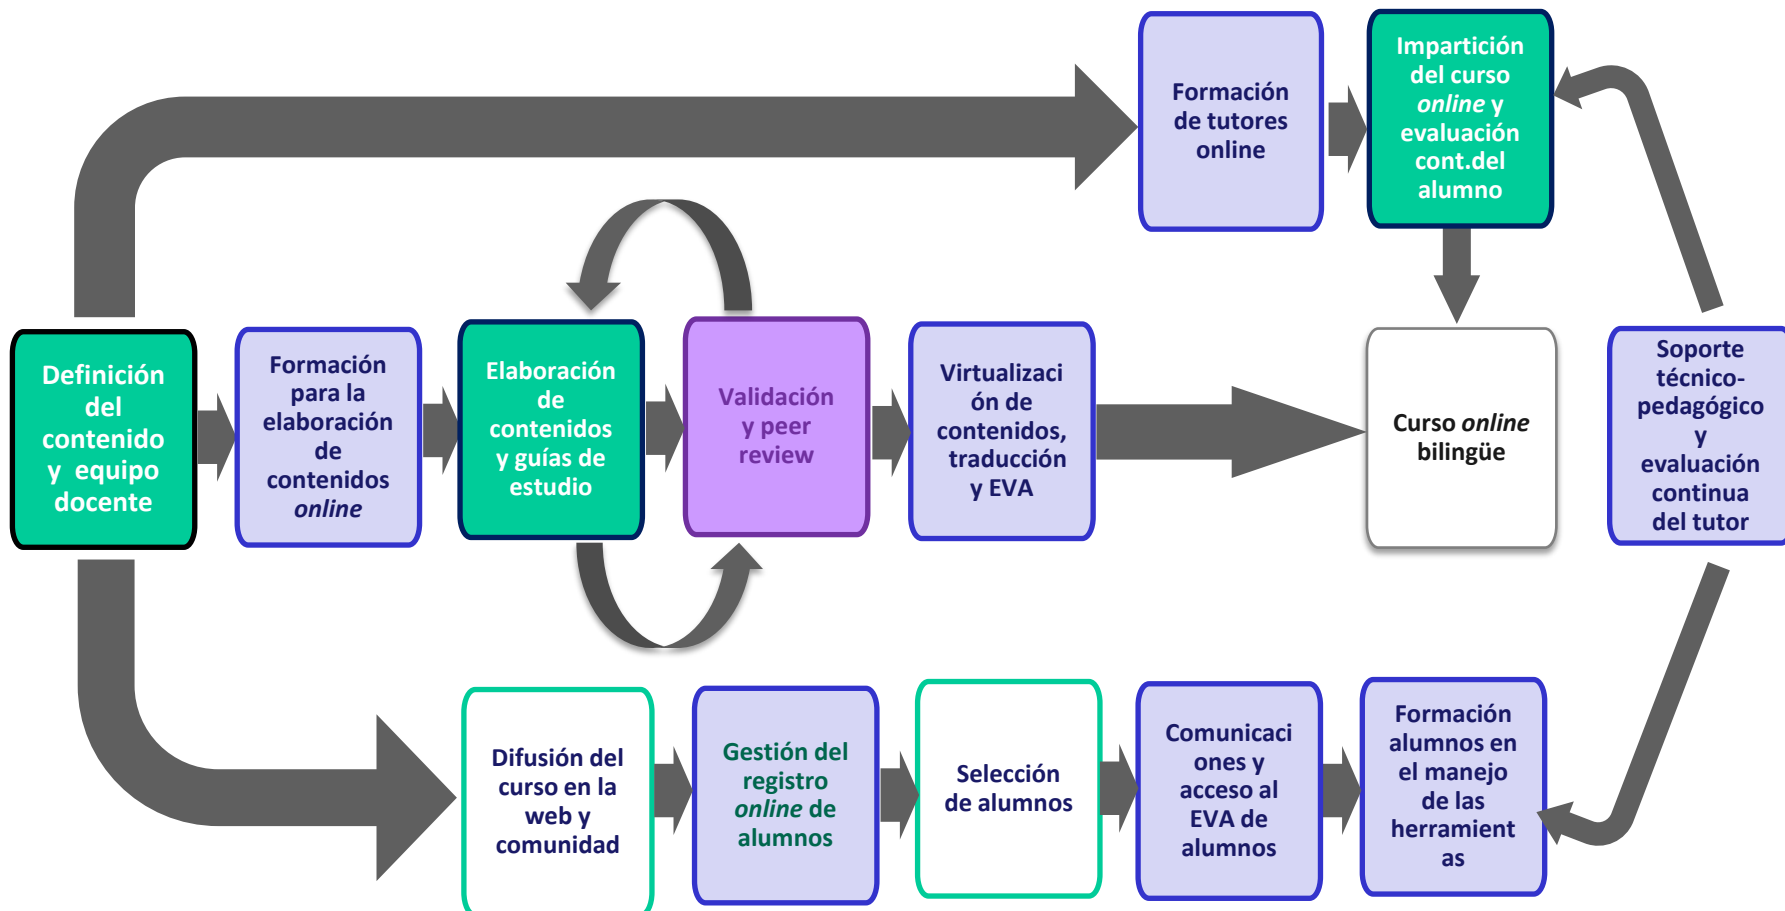 Formación
de tutores
online
Impartición
del curso
online y
evaluación
cont.del
alumno
Definición
del
contenido
y equipo
docente
Formación
para la
elaboración
de
contenidos
online
Elaboración
de
contenidos
y guías de
estudio
Validación
y peer
review
Virtualizaci
ón de
contenidos,
traducción
y EVA
Curso online
bilingüe
Soporte
técnico-
pedagógico
y
evaluación
continua
del tutor
Difusión del
curso en la
web y
comunidad
Gestión del
registro
online de
alumnos
Selección
de alumnos
Comunicaci
ones y
acceso al
EVA de
alumnos
Formación
alumnos en
el manejo
de las
herramient
as